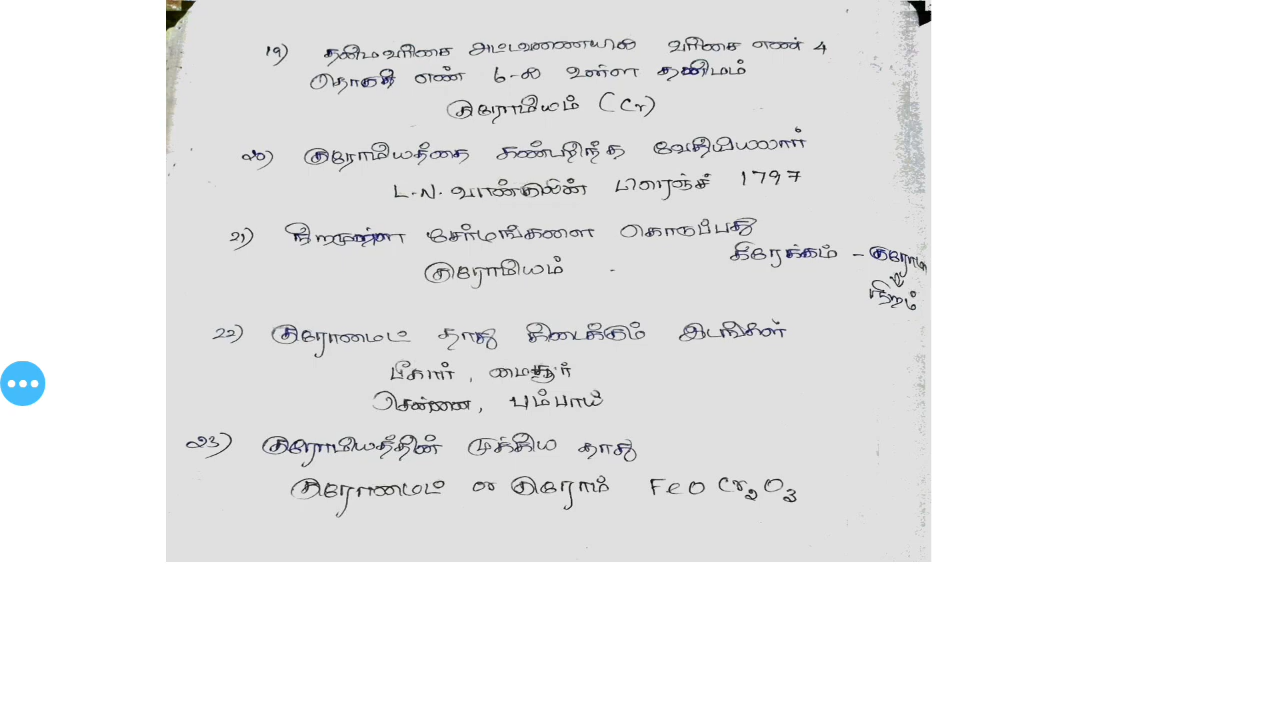 19) தனிம வரிசை அட்டவணையில் வரிசை எண் 4
தொகுதி எண் 6-ல் உள்ள தனிமம்
குரோமியம் (Cr)
20) குரோமியத்தை கண்டறிந்த வேதியியலார்
L.N. வாண்குலின் பிரெஞ்ச் 1797
21) நிறமுள்ள சேர்மங்களை கொடுப்பது
கிரேக்கம் - குரோமா
குரோமியம்
நிறம்
22) குரோமைட் தாது கிடைக்கும் இடங்கள்
பீகார், மைசூர்
சென்னை, பம்பாய்
23) குரோமியத்தின் முக்கிய தாது
குரோமைட் or குரோம் FeO Cr2O3